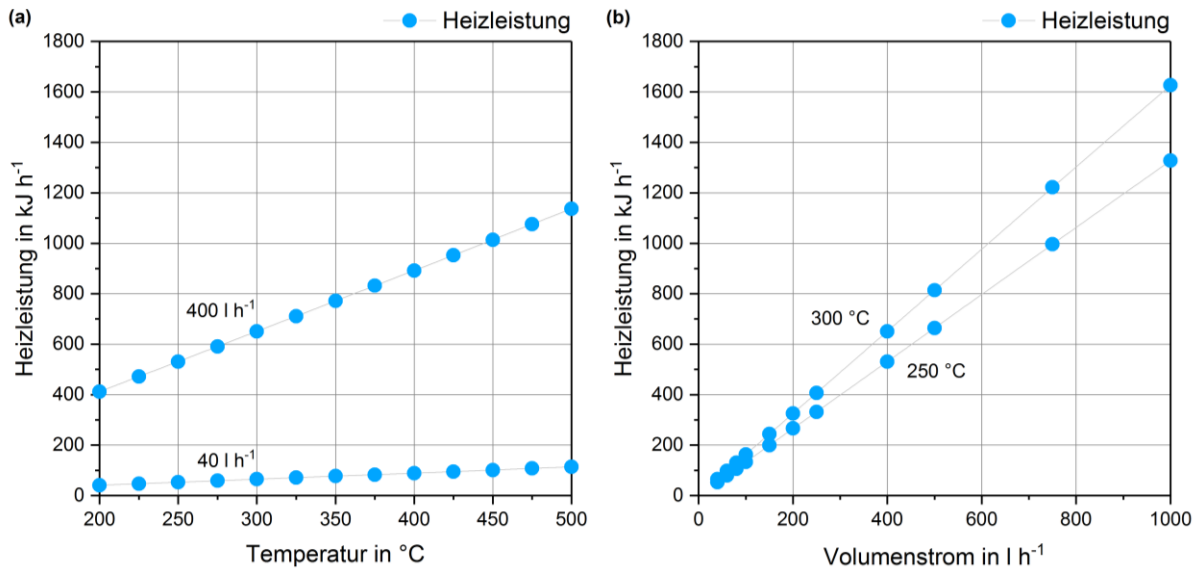 (a)
Heizleistung
1800
1600
1400
1200
1000
800
600
400
200
0
Heizleistung in kJ h⁻¹
400 l h⁻¹
40 l h⁻¹
200 250 300 350 400 450 500
Temperatur in °C
(b)
Heizleistung
1800
1600
1400
1200
1000
800
600
400
200
0
Heizleistung in kJ h⁻¹
300 °C
250 °C
0 200 400 600 800 1000
Volumenstrom in l h⁻¹